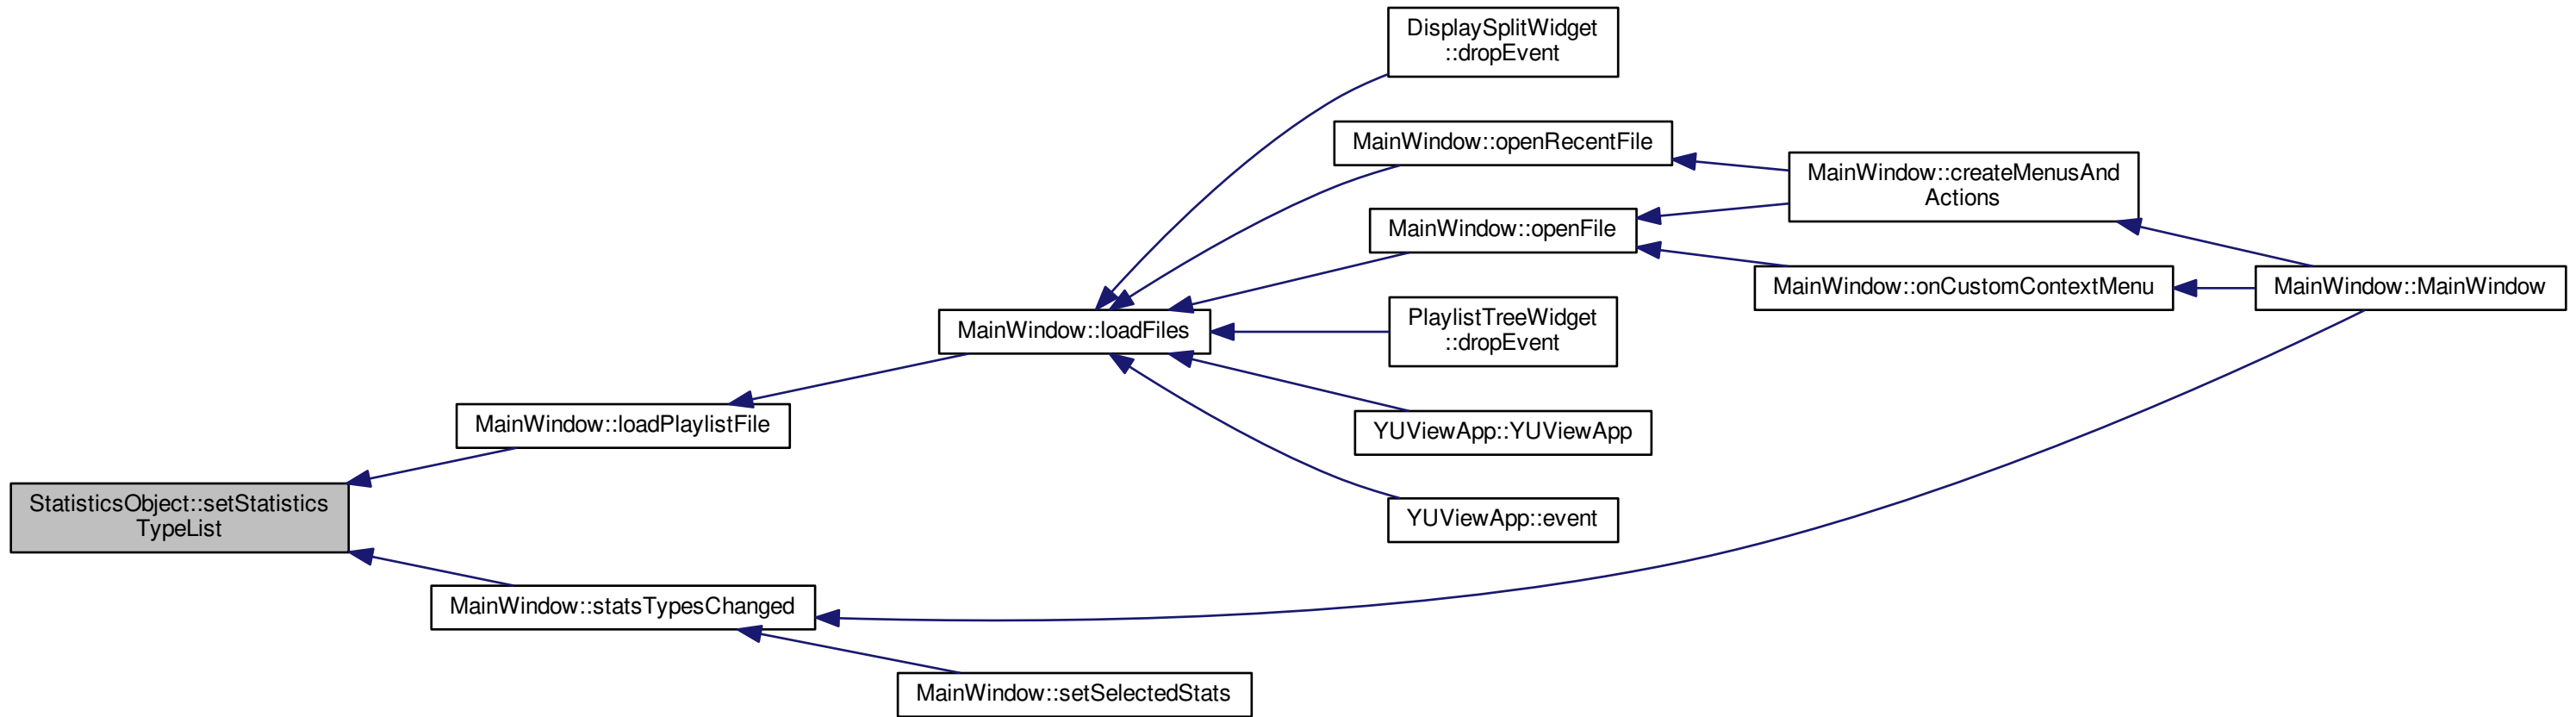 DisplaySplitWidget
::dropEvent
MainWindow::openRecentFile
MainWindow::createMenusAnd
Actions
MainWindow::openFile
MainWindow::onCustomContextMenu
MainWindow::MainWindow
PlaylistTreeWidget
::dropEvent
MainWindow::loadFiles
MainWindow::loadPlaylistFile
YUViewApp::YUViewApp
StatisticsObject::setStatistics
TypeList
YUViewApp::event
MainWindow::statsTypesChanged
MainWindow::setSelectedStats